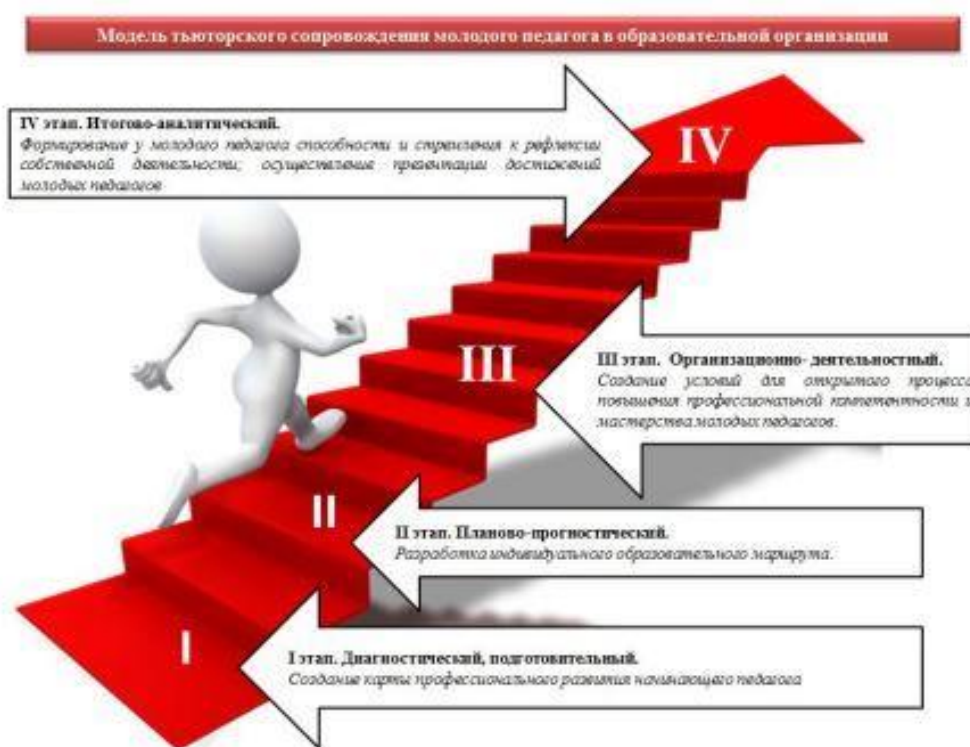 Модель тьюторского сопровождения молодого педагога в образовательной организации
IV этап. Итогово-аналитический.
Формирование у молодого педагога способности и стремления к рефлексии
собственной деятельности; осуществление презентации достижений
молодых педагогов
IV
III
III этап. Организационно- деятельностный.
Создание условий для открытого процесса
повышения профессиональной компетентности и
мастерства молодых педагогов.
II
II этап. Планово-прогностический.
Разработка индивидуального образовательного маршрута.
I
I этап. Диагностический, подготовительный.
Создание карты профессионального развития начинающего педагога